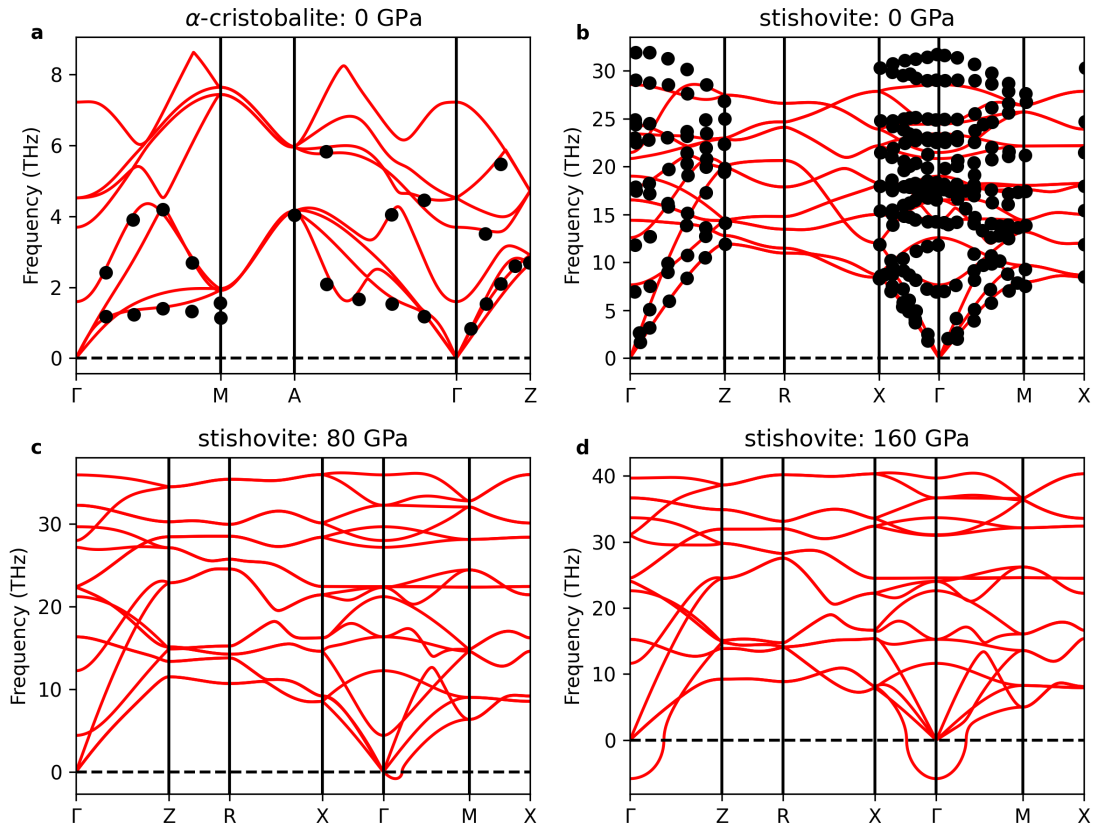 a
α-cristobalite: 0 GPa
Frequency (THz)
8
6
4
2
0
Γ M A Γ Z
b
stishovite: 0 GPa
Frequency (THz)
30
25
20
15
10
5
0
Γ Z R X Γ M X
c
stishovite: 80 GPa
Frequency (THz)
30
20
10
0
Γ Z R X Γ M X
d
stishovite: 160 GPa
Frequency (THz)
40
30
20
10
0
Γ Z R X Γ M X